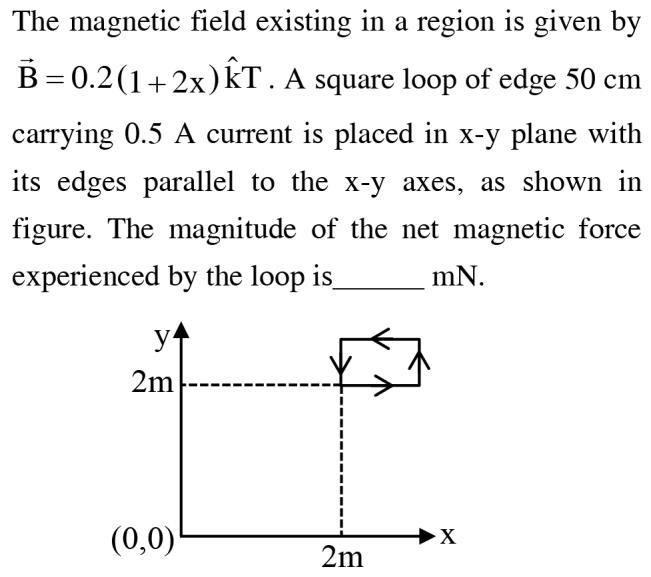 The magnetic field existing in a region is given by
$\vec{B} = 0.2(1+2x)\hat{k}T$. A square loop of edge 50 cm
carrying 0.5 A current is placed in x-y plane with
its edges parallel to the x-y axes, as shown in
figure. The magnitude of the net magnetic force
experienced by the loop is______ mN.
y
2m
(0,0)
x
2m